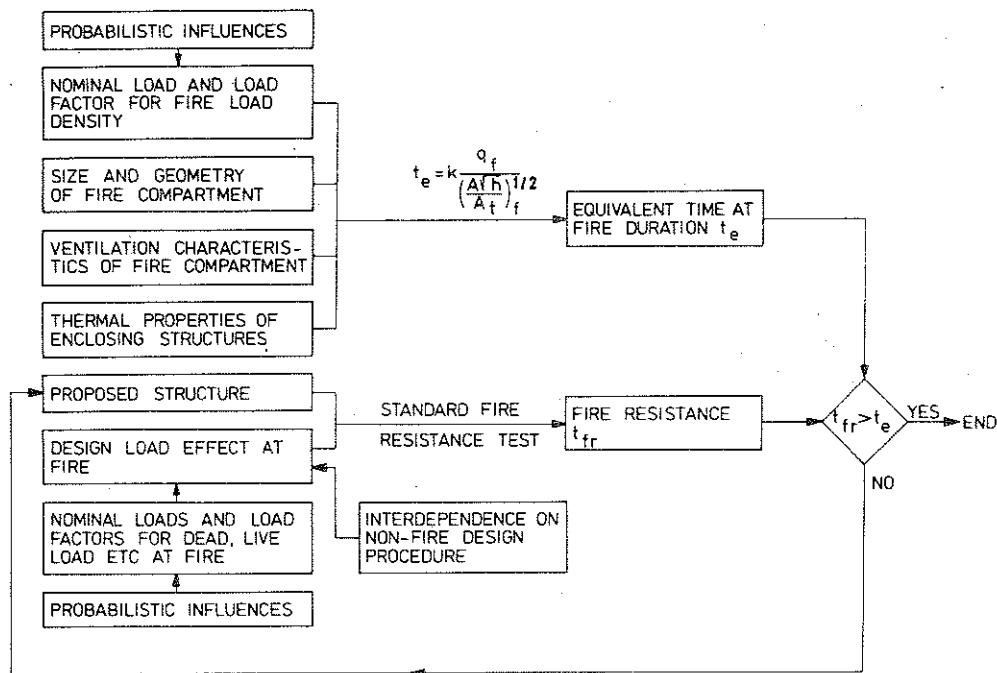 PROBABILISTIC INFLUENCES
NOMINAL LOAD AND LOAD
FACTOR FOR FIRE LOAD
DENSITY
SIZE AND GEOMETRY
OF FIRE COMPARTMENT
VENTILATION CHARACTERIS-
TICS OF FIRE COMPARTMENT
THERMAL PROPERTIES OF
ENCLOSING STRUCTURES
t_e = k q_f / (A√h / A_t)_f^1/2
EQUIVALENT TIME AT
FIRE DURATION t_e
PROPOSED STRUCTURE
DESIGN LOAD EFFECT AT
FIRE
NOMINAL LOADS AND LOAD
FACTORS FOR DEAD, LIVE
LOAD ETC AT FIRE
PROBABILISTIC INFLUENCES
STANDARD FIRE
RESISTANCE TEST
INTERDEPENDENCE ON
NON-FIRE DESIGN
PROCEDURE
FIRE RESISTANCE
t_fr
t_fr > t_e
YES
END
NO